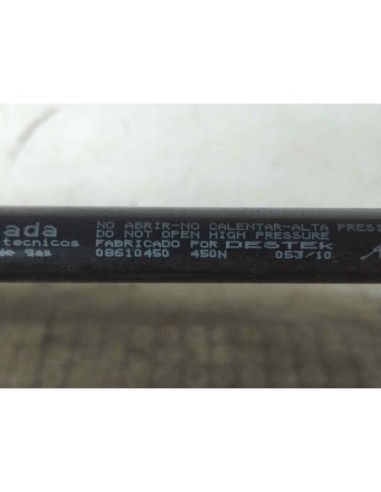 ada
tecnicos
de gas
NO ABRIR-NO CALENTAR-ALTA PRESI
DO NOT OPEN HIGH PRESSURE
FABRICADO POR DESTEK
08610450 450N 053/10